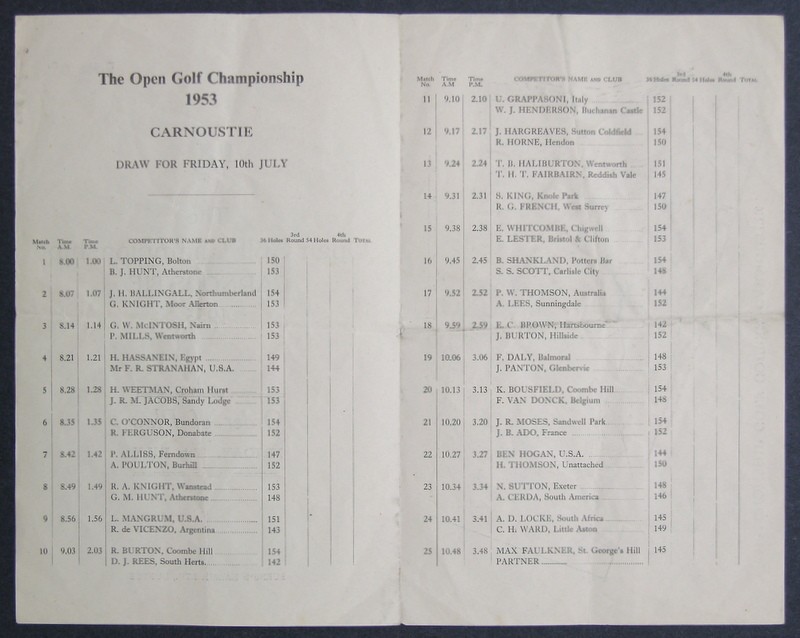 The Open Golf Championship
1953
CARNOUSTIE
DRAW FOR FRIDAY, 10th JULY
Match No. Time A.M. Time P.M. COMPETITOR'S NAME AND CLUB 36 Holes 3rd Round 54 Holes 4th Round TOTAL
1 8.00 1.00 L. TOPPING, Bolton 150
B. J. HUNT, Atherstone 153
2 8.07 1.07 J. H. BALLINGALL, Northumberland 154
G. KNIGHT, Moor Allerton 153
3 8.14 1.14 G. W. McINTOSH, Nairn 153
P. MILLS, Wentworth 153
4 8.21 1.21 H. HASSANEIN, Egypt 149
Mr F. R. STRANAHAN, U.S.A. 144
5 8.28 1.28 H. WEETMAN, Croham Hurst 153
J. R. M. JACOBS, Sandy Lodge 153
6 8.35 1.35 C. O'CONNOR, Bundoran 154
R. FERGUSON, Donabate 152
7 8.42 1.42 P. ALLISS, Ferndown 147
A. POULTON, Burhill 152
8 8.49 1.49 R. A. KNIGHT, Wanstead 153
G. M. HUNT, Atherstone 148
9 8.56 1.56 L. MANGRUM, U.S.A. 151
R. de VICENZO, Argentina 143
10 9.03 2.03 R. BURTON, Coombe Hill 154
D. J. REES, South Herts. 142
Match No. Time A.M Time P.M. COMPETITOR'S NAME AND CLUB 36 Holes 3rd Round 54 Holes 4th Round TOTAL
11 9.10 2.10 U. GRAPPASONI, Italy 152
W. J. HENDERSON, Buchanan Castle 152
12 9.17 2.17 J. HARGREAVES, Sutton Coldfield 154
R. HORNE, Hendon 150
13 9.24 2.24 T. B. HALIBURTON, Wentworth 151
T. H. T. FAIRBAIRN, Reddish Vale 145
14 9.31 2.31 S. KING, Knole Park 147
R. G. FRENCH, West Surrey 150
15 9.38 2.38 E. WHITCOMBE, Chigwell 154
E. LESTER, Bristol & Clifton 153
16 9.45 2.45 B. SHANKLAND, Potters Bar 154
S. S. SCOTT, Carlisle City 148
17 9.52 2.52 P. W. THOMSON, Australia 144
A. LEES, Sunningdale 152
18 9.59 2.59 E. C. BROWN, Hartsbourne 142
J. BURTON, Hillside 152
19 10.06 3.06 F. DALY, Balmoral 148
J. PANTON, Glenbervie 153
20 10.13 3.13 K. BOUSFIELD, Coombe Hill 154
F. VAN DONCK, Belgium 148
21 10.20 3.20 J. R. MOSES, Sandwell Park 154
J. B. ADO, France 152
22 10.27 3.27 BEN HOGAN, U.S.A. 144
H. THOMSON, Unattached 150
23 10.34 3.34 N. SUTTON, Exeter 148
A. CERDA, South America 146
24 10.41 3.41 A. D. LOCKE, South Africa 145
C. H. WARD, Little Aston 149
25 10.48 3.48 MAX FAULKNER, St. George's Hill 145
PARTNER